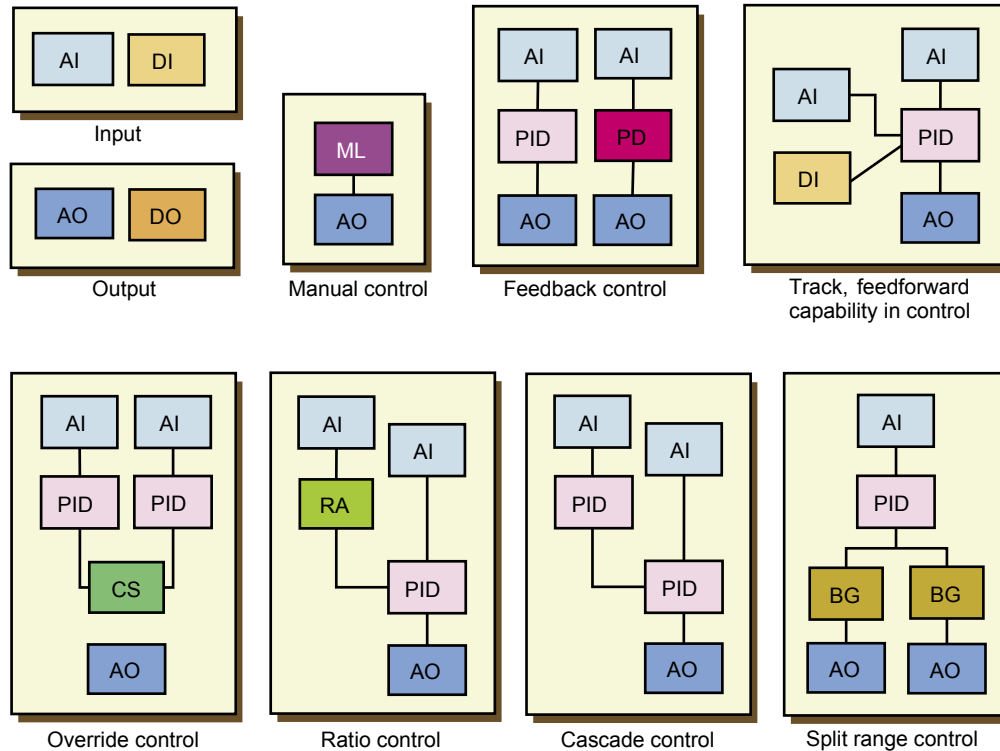 AI DI
Input
AO DO
Output
ML
AO
Manual control
AI AI
PID PD
AO AO
Feedback control
AI
AI
PID
DI
AO
Track, feedforward
capability in control
AI AI
PID PID
CS
AO
Override control
AI
AI
RA
PID
AO
Ratio control
AI
AI
PID
PID
AO
Cascade control
AI
PID
BG BG
AO AO
Split range control